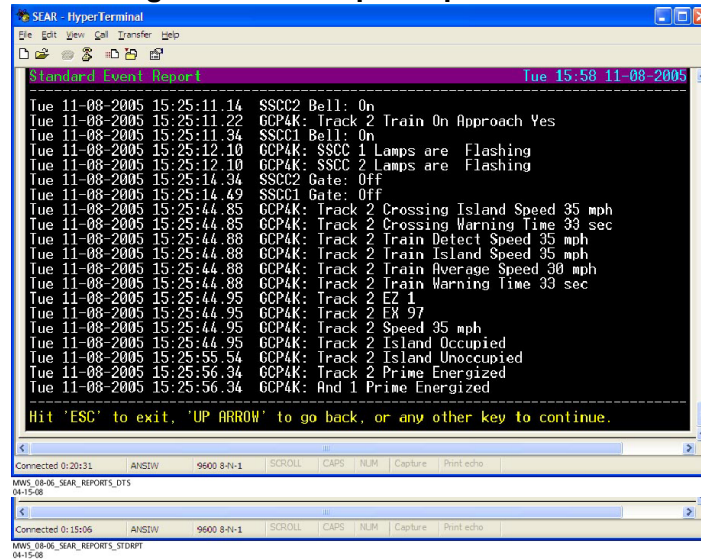 SEAR - HyperTerminal
File Edit View Call Transfer Help
Standard Event Report Tue 15:58 11-08-2005
Tue 11-08-2005 15:25:11.14 SSCC2 Bell: On
Tue 11-08-2005 15:25:11.22 GCP4K: Track 2 Train On Approach Yes
Tue 11-08-2005 15:25:11.34 SSCC1 Bell: On
Tue 11-08-2005 15:25:12.10 GCP4K: SSCC 1 Lamps are Flashing
Tue 11-08-2005 15:25:12.10 GCP4K: SSCC 2 Lamps are Flashing
Tue 11-08-2005 15:25:14.34 SSCC2 Gate: Off
Tue 11-08-2005 15:25:14.49 SSCC1 Gate: Off
Tue 11-08-2005 15:25:44.85 GCP4K: Track 2 Crossing Island Speed 35 mph
Tue 11-08-2005 15:25:44.85 GCP4K: Track 2 Crossing Warning Time 33 sec
Tue 11-08-2005 15:25:44.88 GCP4K: Track 2 Train Detect Speed 35 mph
Tue 11-08-2005 15:25:44.88 GCP4K: Track 2 Train Island Speed 35 mph
Tue 11-08-2005 15:25:44.88 GCP4K: Track 2 Train Average Speed 30 mph
Tue 11-08-2005 15:25:44.88 GCP4K: Track 2 Train Warning Time 33 sec
Tue 11-08-2005 15:25:44.95 GCP4K: Track 2 EZ 1
Tue 11-08-2005 15:25:44.95 GCP4K: Track 2 EX 97
Tue 11-08-2005 15:25:44.95 GCP4K: Track 2 Speed 35 mph
Tue 11-08-2005 15:25:44.95 GCP4K: Track 2 Island Occupied
Tue 11-08-2005 15:25:55.54 GCP4K: Track 2 Island Unoccupied
Tue 11-08-2005 15:25:56.34 GCP4K: Track 2 Prime Energized
Tue 11-08-2005 15:25:56.34 GCP4K: And 1 Prime Energized
Hit 'ESC' to exit, 'UP ARROW' to go back, or any other key to continue.
Connected 0:20:31 ANSIW 9600 8-N-1 SCROLL CAPS NUM Capture Print echo
MWS_08-06_SEAR_REPORTS_DTS
04-15-08
Connected 0:15:06 ANSIW 9600 8-N-1 SCROLL CAPS NUM Capture Print echo
MWS_08-06_SEAR_REPORTS_STDRPT
04-15-08